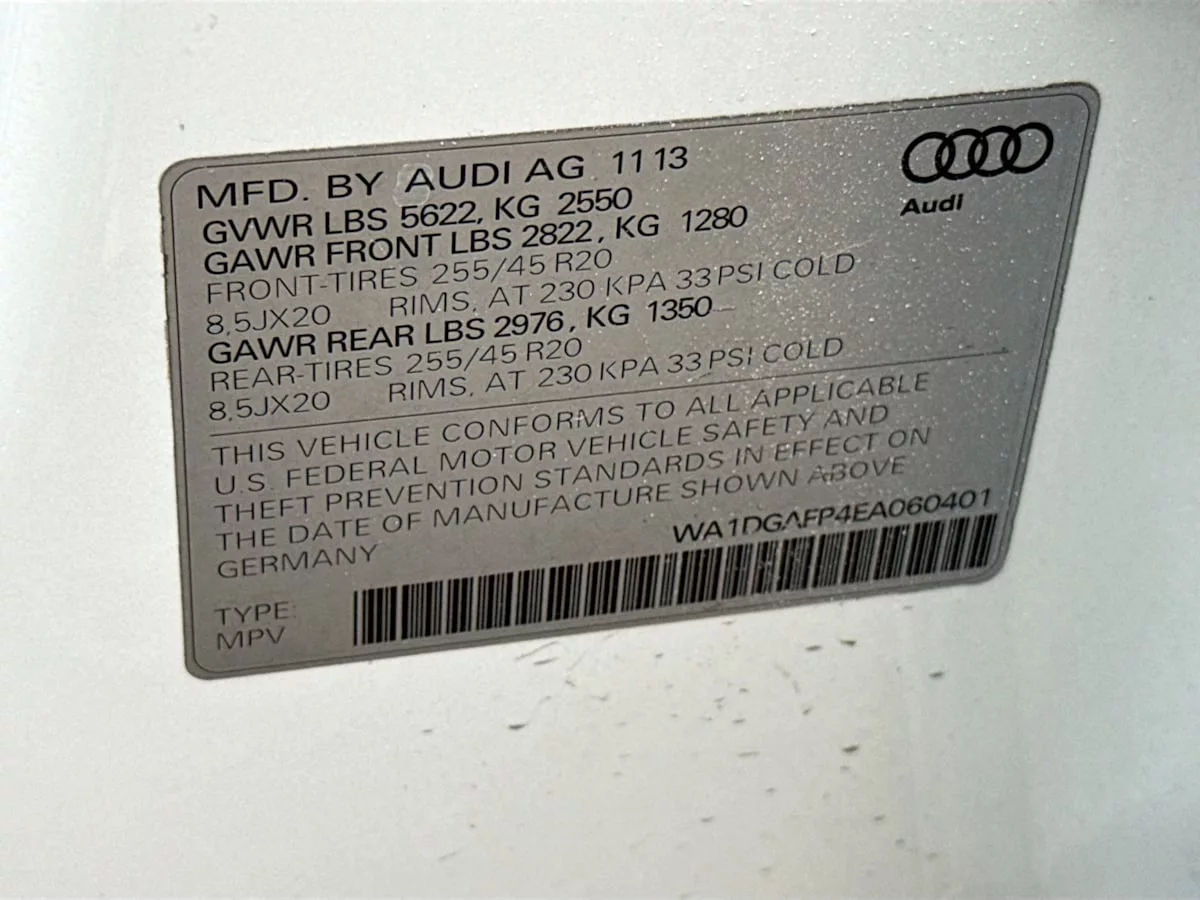 MFD. BY AUDI AG 11 13
Audi
GVWR LBS 5622, KG 2550
GAWR FRONT LBS 2822, KG 1280
FRONT-TIRES 255/45 R20
8,5JX20 RIMS, AT 230 KPA 33 PSI COLD
GAWR REAR LBS 2976, KG 1350
REAR-TIRES 255/45 R20
8,5JX20 RIMS, AT 230 KPA 33 PSI COLD
THIS VEHICLE CONFORMS TO ALL APPLICABLE
U.S. FEDERAL MOTOR VEHICLE SAFETY AND
THEFT PREVENTION STANDARDS IN EFFECT ON
THE DATE OF MANUFACTURE SHOWN ABOVE
GERMANY
WA1DGAFP4EA060401
TYPE:
MPV